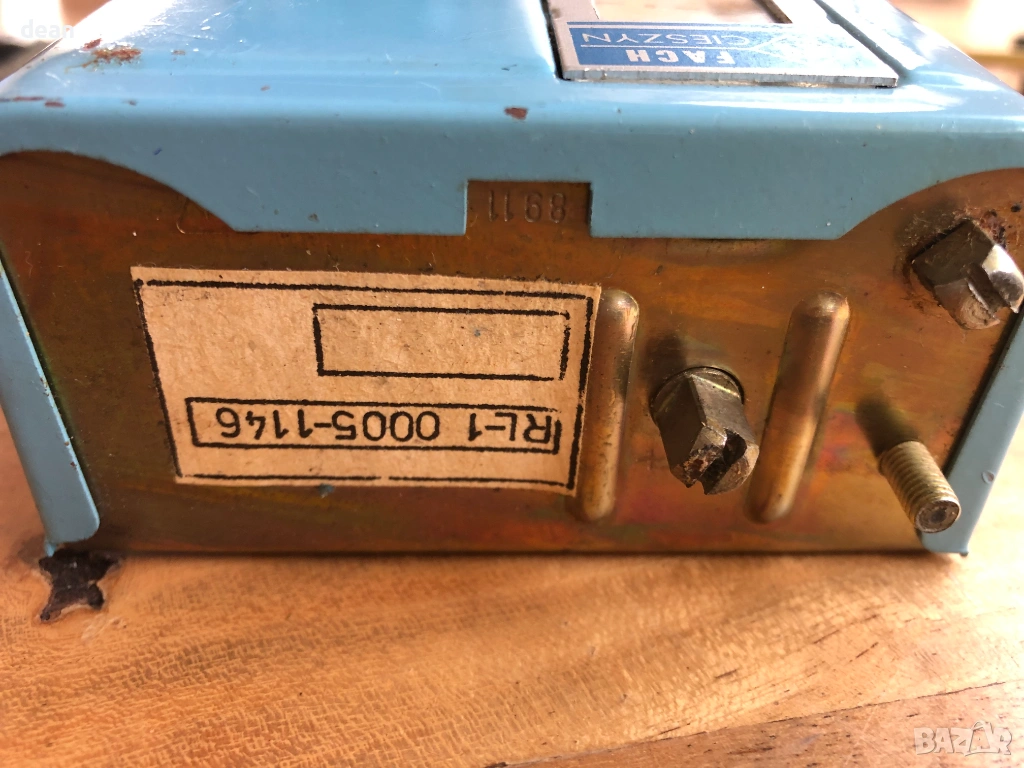 dean
FACH
CIESZYN
8911
RL-1 0005-1146
BAZAR